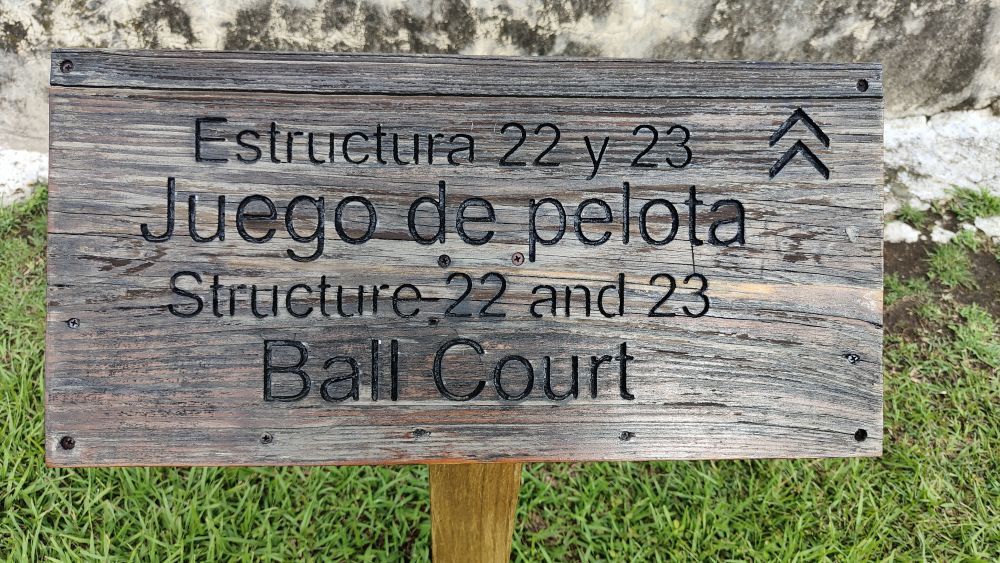 Estructura 22 y 23
Juego de pelota
Structure 22 and 23
Ball Court